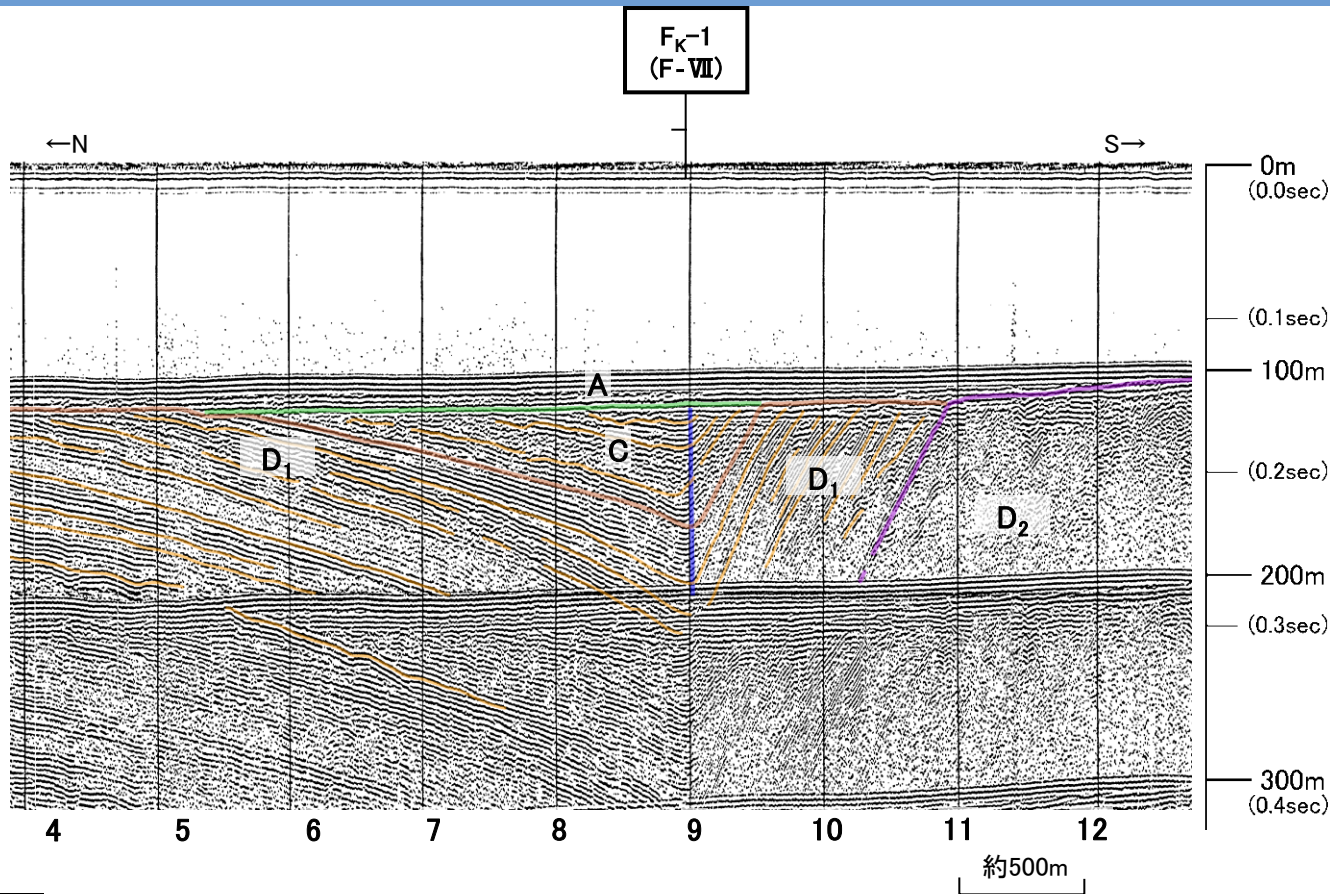 FK-1
(F-Ⅶ)
←N
S→
0m
(0.0sec)
(0.1sec)
100m
A
C
D1
D1
(0.2sec)
D2
200m
(0.3sec)
300m
(0.4sec)
4 5 6 7 8 9 10 11 12
約500m